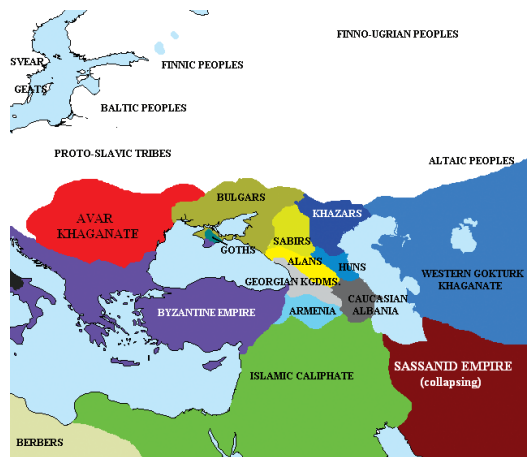 FINNO-UGRIAN PEOPLES
SVEAR
FINNIC PEOPLES
GEATS
BALTIC PEOPLES
PROTO-SLAVIC TRIBES
ALTAIC PEOPLES
BULGARS
KHAZARS
AVAR
KHAGANATE
SABIRS
GOTHS
ALANS
HUNS
WESTERN GOKTURK
KHAGANATE
GEORGIAN KGDMS.
CAUCASIAN
ALBANIA
BYZANTINE EMPIRE
ARMENIA
SASSANID EMPIRE
(collapsing)
ISLAMIC CALIPHATE
BERBERS